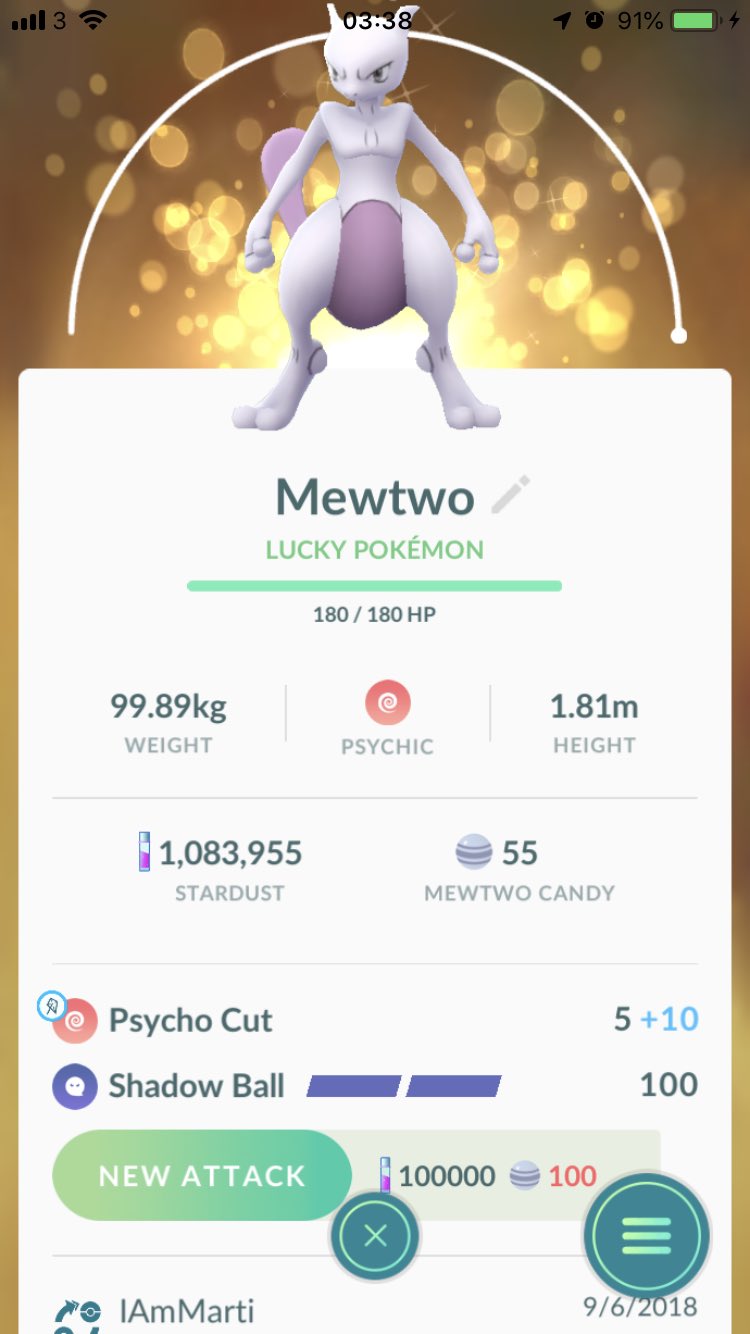 3 03:38 91%
Mewtwo
LUCKY POKÉMON
180 / 180 HP
99.89kg 1.81m
WEIGHT PSYCHIC HEIGHT
1,083,955 55
STARDUST MEWTWO CANDY
Psycho Cut 5 +10
Shadow Ball 100
NEW ATTACK 100000 100
IAmMarti 9/6/2018